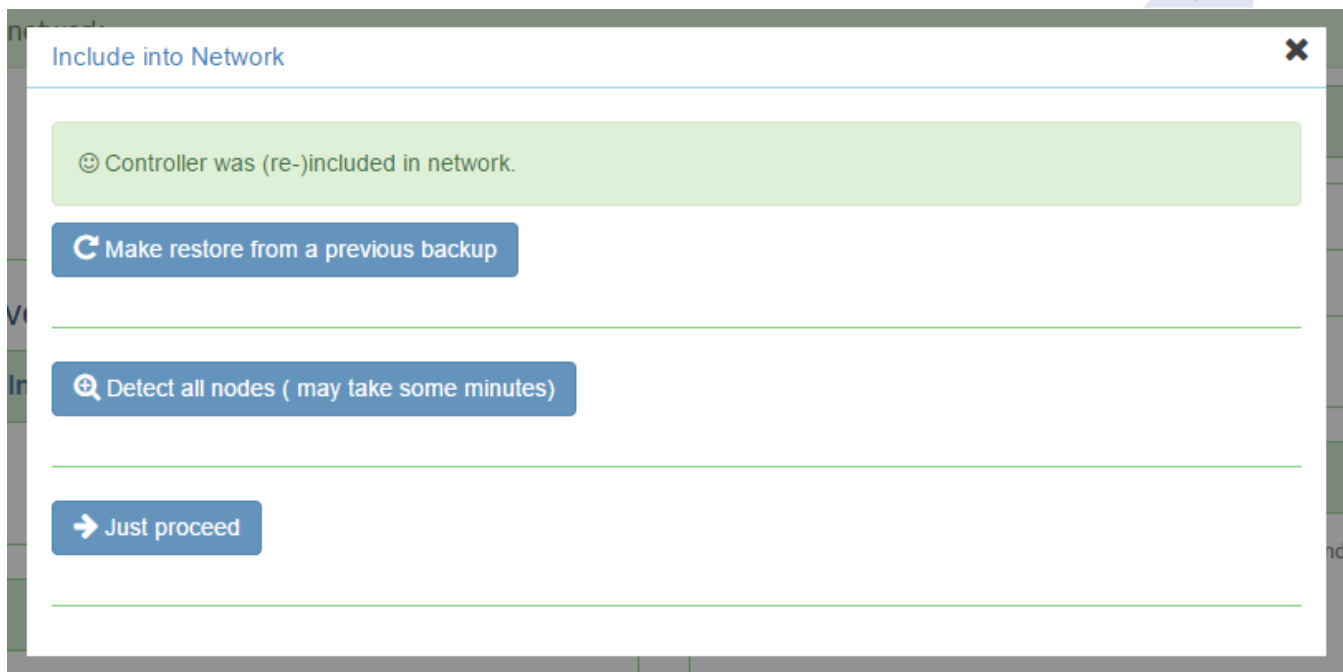 Include into Network
Controller was (re-)included in network.
Make restore from a previous backup
Detect all nodes ( may take some minutes)
Just proceed